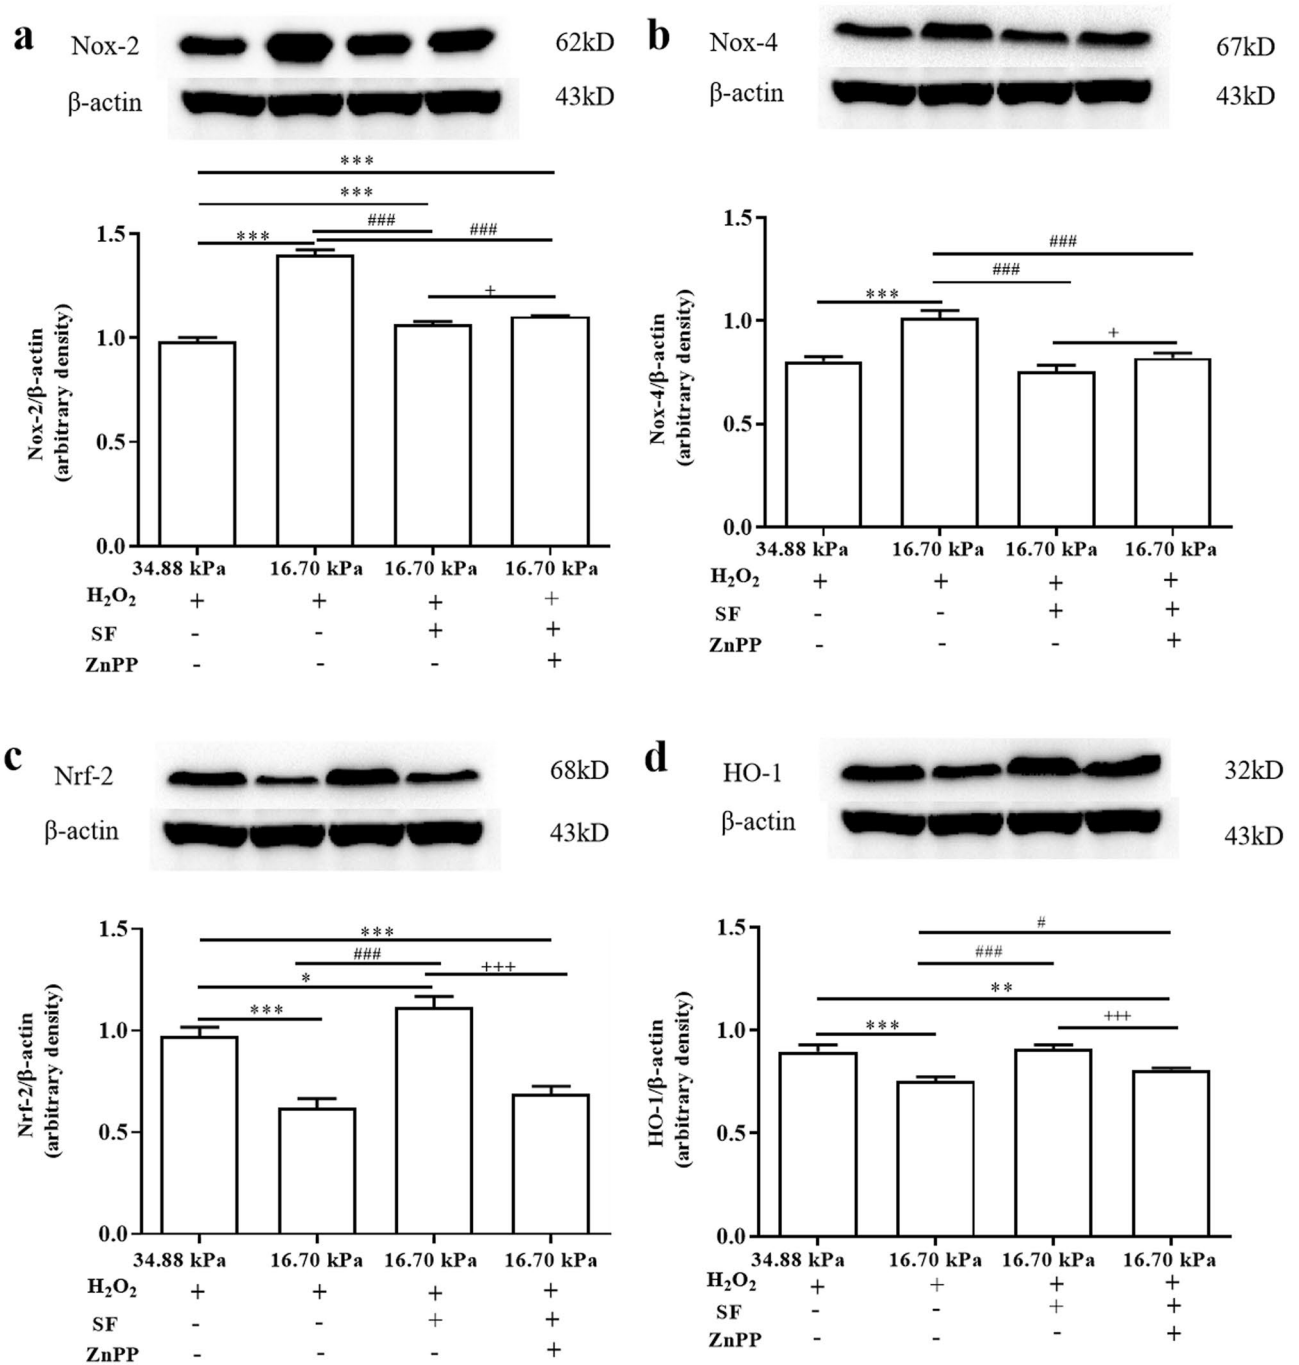 a
Nox-2
62kD
β-actin
43kD
***
***
###
***
###
+
1.5
1.0
0.5
0.0
Nox-2/β-actin
(arbitrary density)
34.88 kPa 16.70 kPa 16.70 kPa 16.70 kPa
H₂O₂ + + + +
SF - - + +
ZnPP - - - +
b
Nox-4
67kD
β-actin
43kD
###
###
***
+
1.5
1.0
0.5
0.0
Nox-4/β-actin
(arbitrary density)
34.88 kPa 16.70 kPa 16.70 kPa 16.70 kPa
H₂O₂ + + + +
SF - - + +
ZnPP - - - +
c
Nrf-2
68kD
β-actin
43kD
***
###
+++
*
***
1.5
1.0
0.5
0.0
Nrf-2/β-actin
(arbitrary density)
34.88 kPa 16.70 kPa 16.70 kPa 16.70 kPa
H₂O₂ + + + +
SF - - + +
ZnPP - - - +
d
HO-1
32kD
β-actin
43kD
#
###
**
+++
***
1.5
1.0
0.5
0.0
HO-1/β-actin
(arbitrary density)
34.88 kPa 16.70 kPa 16.70 kPa 16.70 kPa
H₂O₂ + + + +
SF - - + +
ZnPP - - - +